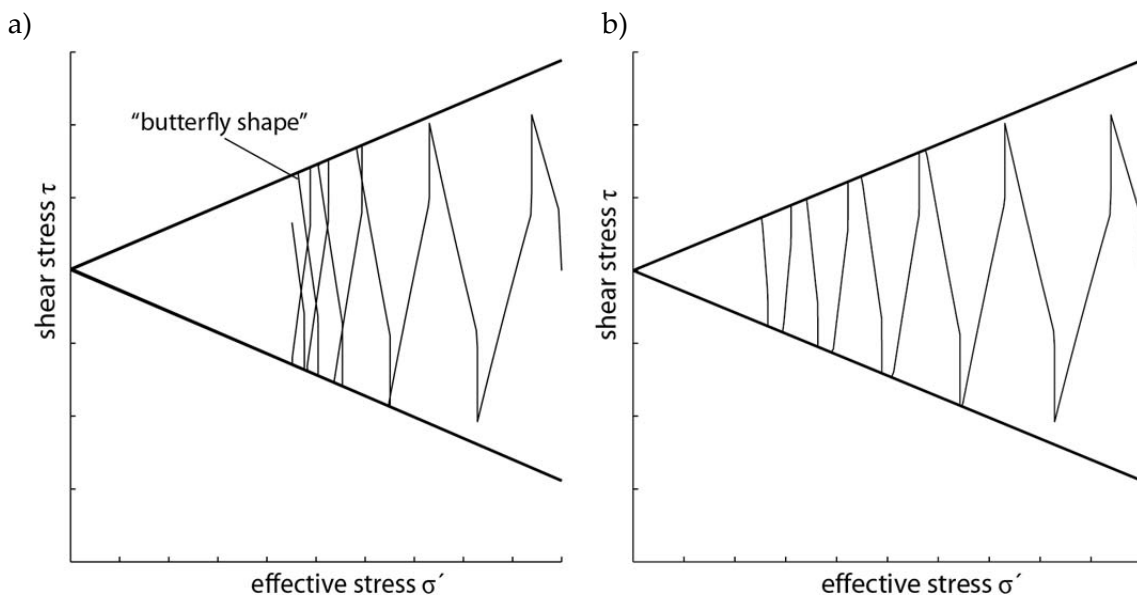 a)
b)
"butterfly shape"
shear stress τ
shear stress τ
effective stress σ´
effective stress σ´